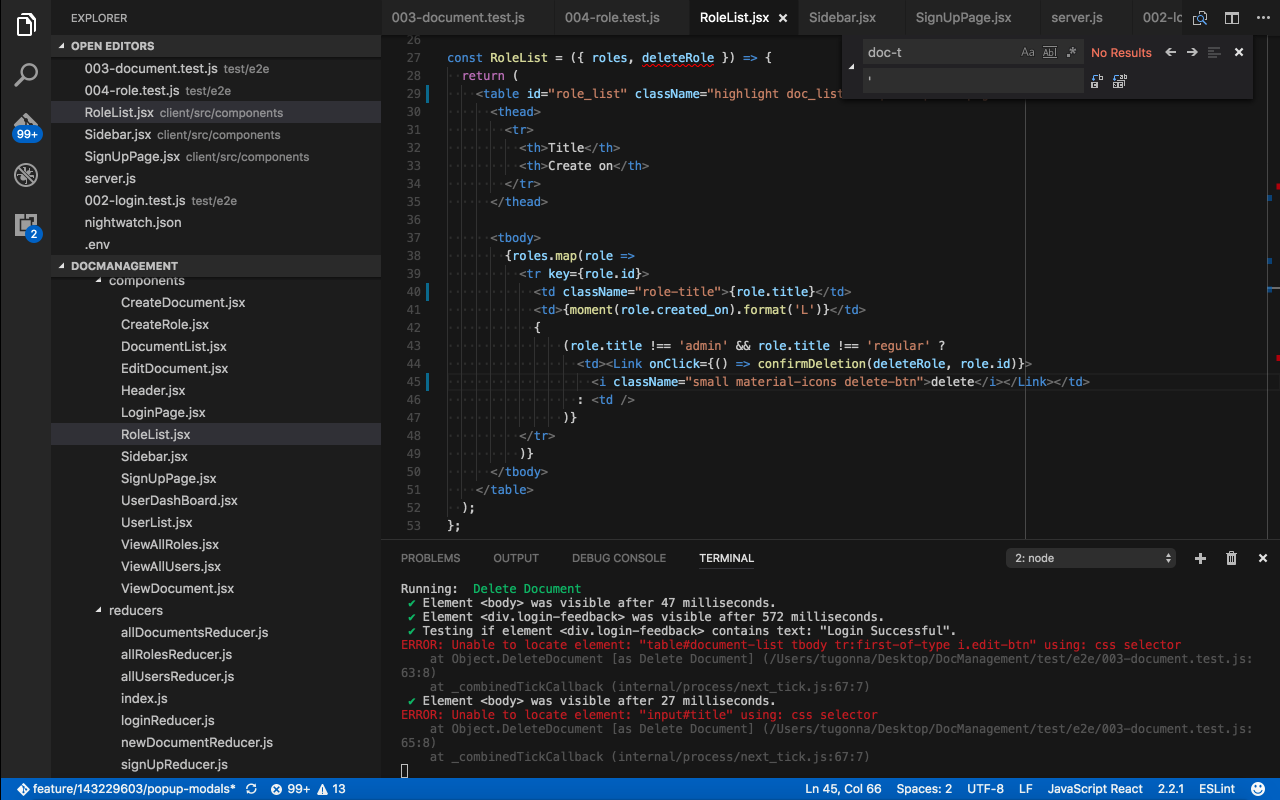 EXPLORER
OPEN EDITORS
003-document.test.js test/e2e
004-role.test.js test/e2e
RoleList.jsx client/src/components
Sidebar.jsx client/src/components
SignUpPage.jsx client/src/components
server.js
002-login.test.js test/e2e
nightwatch.json
.env
DOCMANAGEMENT
components
CreateDocument.jsx
CreateRole.jsx
DocumentList.jsx
EditDocument.jsx
Header.jsx
LoginPage.jsx
RoleList.jsx
Sidebar.jsx
SignUpPage.jsx
UserDashBoard.jsx
UserList.jsx
ViewAllRoles.jsx
ViewAllUsers.jsx
ViewDocument.jsx
reducers
allDocumentsReducer.js
allRolesReducer.js
allUsersReducer.js
index.js
loginReducer.js
newDocumentReducer.js
signUpReducer.js
99+
2
003-document.test.js 004-role.test.js RoleList.jsx × Sidebar.jsx SignUpPage.jsx server.js 002-lo
doc-t Aa Abl .* No Results
'
26
27 const RoleList = ({ roles, deleteRole }) => {
28 return (
29 <table id="role_list" className="highlight doc_list
30 <thead>
31 <tr>
32 <th>Title</th>
33 <th>Create on</th>
34 </tr>
35 </thead>
36
37 <tbody>
38 {roles.map(role =>
39 <tr key={role.id}>
40 <td className="role-title">{role.title}</td>
41 <td>{moment(role.created_on).format('L')}</td>
42 {
43 (role.title !== 'admin' && role.title !== 'regular' ?
44 <td><Link onClick={() => confirmDeletion(deleteRole, role.id)}>
45 <i className="small material-icons delete-btn">delete</i></Link></td>
46 : <td />
47 )}
48 </tr>
49 )}
50 </tbody>
51 </table>
52 );
53 };
PROBLEMS OUTPUT DEBUG CONSOLE TERMINAL 2: node
Running: Delete Document
✔ Element <body> was visible after 47 milliseconds.
✔ Element <div.login-feedback> was visible after 572 milliseconds.
✔ Testing if element <div.login-feedback> contains text: "Login Successful".
ERROR: Unable to locate element: "table#document-list tbody tr:first-of-type i.edit-btn" using: css selector
at Object.DeleteDocument [as Delete Document] (/Users/tugonna/Desktop/DocManagement/test/e2e/003-document.test.js:
63:8)
at _combinedTickCallback (internal/process/next_tick.js:67:7)
✔ Element <body> was visible after 27 milliseconds.
ERROR: Unable to locate element: "input#title" using: css selector
at Object.DeleteDocument [as Delete Document] (/Users/tugonna/Desktop/DocManagement/test/e2e/003-document.test.js:
65:8)
at _combinedTickCallback (internal/process/next_tick.js:67:7)
feature/143229603/popup-modals* 99+ 13 Ln 45, Col 66 Spaces: 2 UTF-8 LF JavaScript React 2.2.1 ESLint